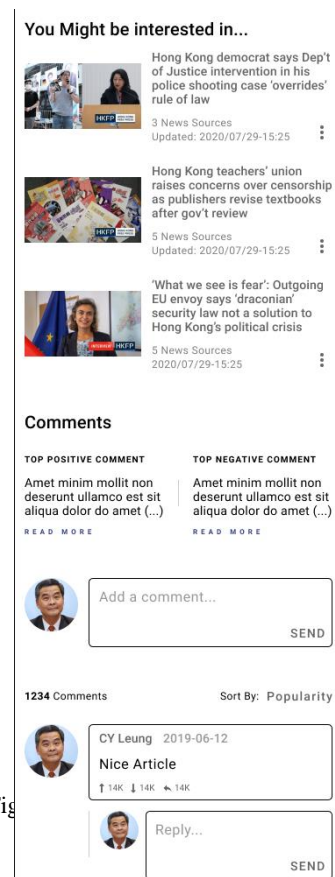 You Might be interested in...
Hong Kong democrat says Dep't
of Justice intervention in his
police shooting case 'overrides'
rule of law
HKFP
3 News Sources
Updated: 2020/07/29-15:25
Hong Kong teachers' union
raises concerns over censorship
as publishers revise textbooks
after gov't review
HKFP
5 News Sources
Updated: 2020/07/29-15:25
'What we see is fear': Outgoing
EU envoy says 'draconian'
security law not a solution to
Hong Kong's political crisis
INTERVIEW HKFP
5 News Sources
2020/07/29-15:25
Comments
TOP POSITIVE COMMENT
Amet minim mollit non
deserunt ullamco est sit
aliqua dolor do amet (...)
READ MORE
TOP NEGATIVE COMMENT
Amet minim mollit non
deserunt ullamco est sit
aliqua dolor do amet (...)
READ MORE
Add a comment...
SEND
1234 Comments
Sort By: Popularity
CY Leung 2019-06-12
Nice Article
14K 14K 14K
Reply...
SEND